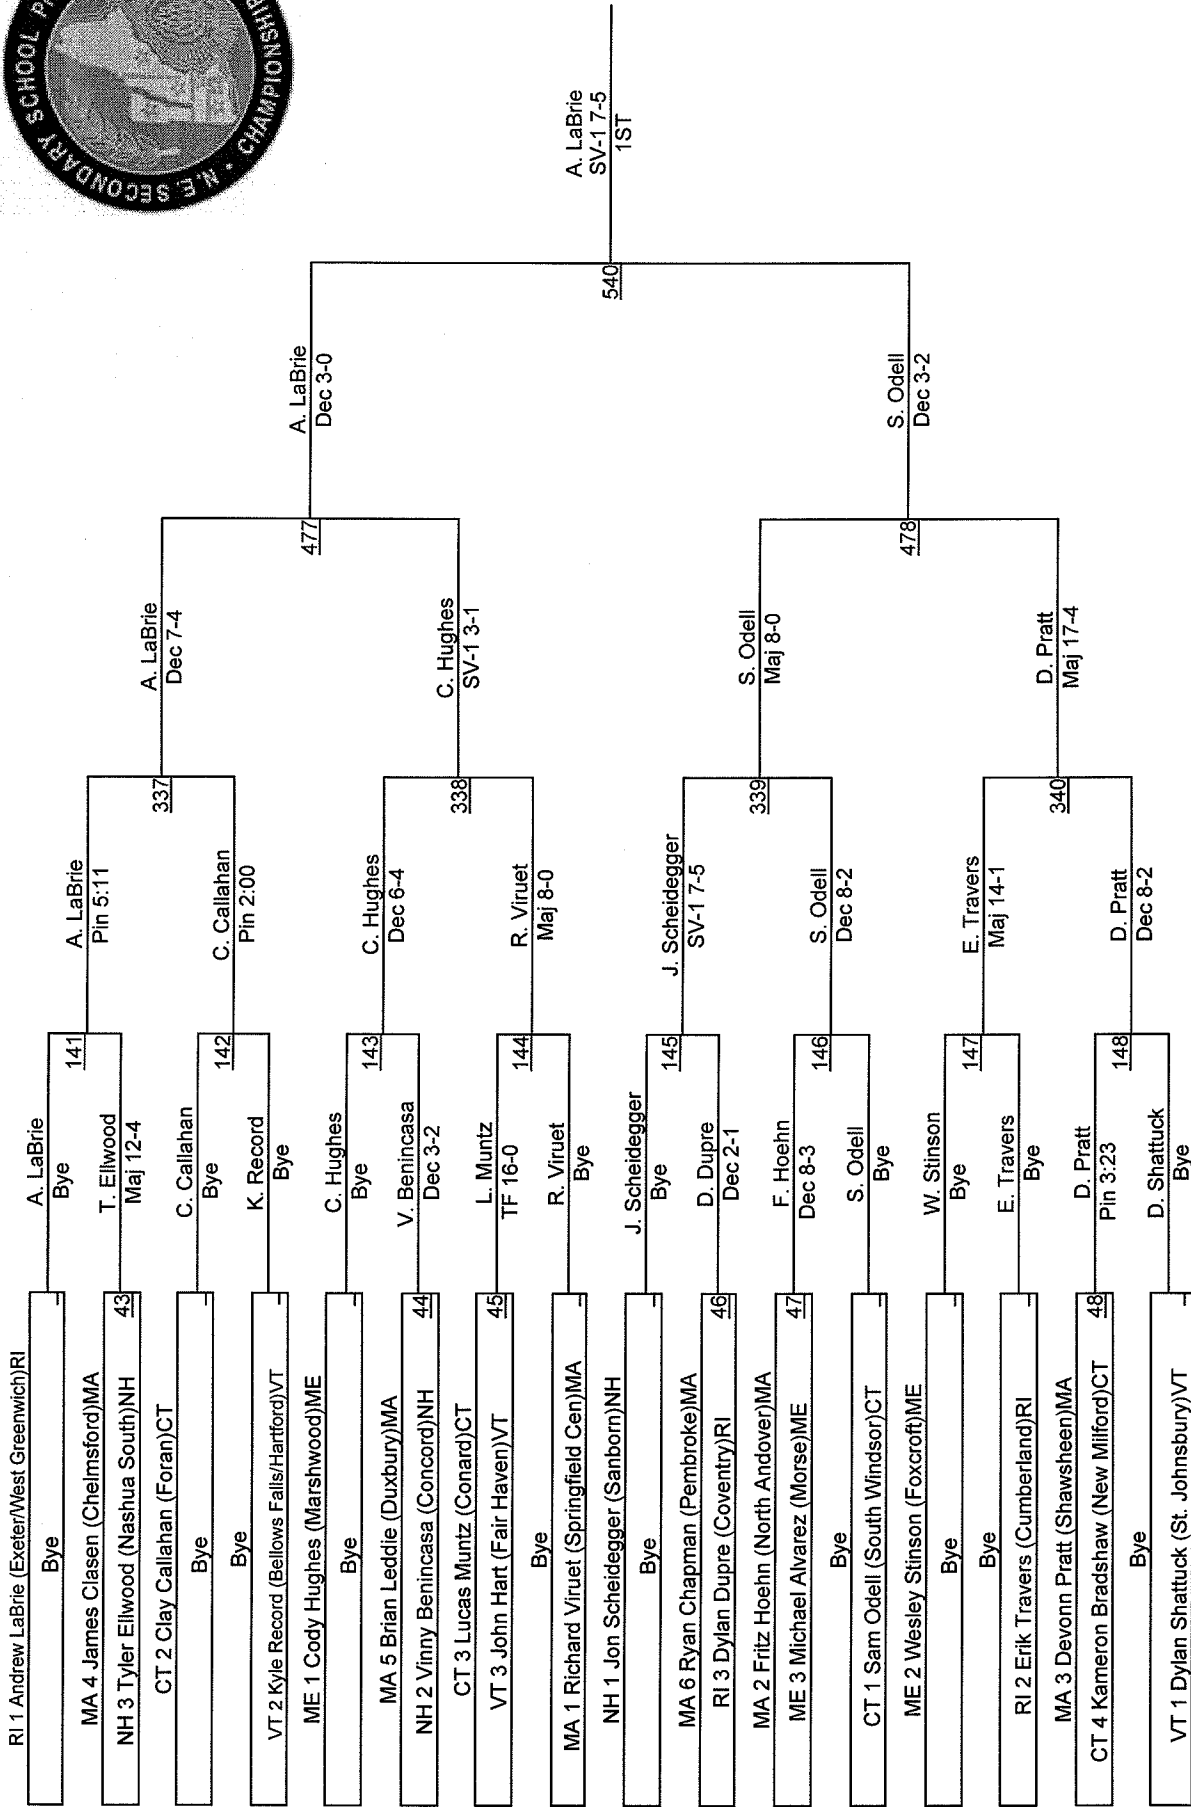 N.E. SECONDARY SCHOOL
CHAMPIONSHIP
RI 1 Andrew LaBrie (Exeter/West Greenwich)RI
Bye
MA 4 James Clasen (Chelmsford)MA
NH 3 Tyler Ellwood (Nashua South)NH
43
CT 2 Clay Callahan (Foran)CT
Bye
Bye
VT 2 Kyle Record (Bellows Falls/Hartford)VT
ME 1 Cody Hughes (Marshwood)ME
Bye
MA 5 Brian Leddie (Duxbury)MA
NH 2 Vinny Benincasa (Concord)NH
44
CT 3 Lucas Muntz (Conard)CT
VT 3 John Hart (Fair Haven)VT
45
Bye
MA 1 Richard Viruet (Springfield Cen)MA
NH 1 Jon Scheidegger (Sanborn)NH
Bye
MA 6 Ryan Chapman (Pembroke)MA
RI 3 Dylan Dupre (Coventry)RI
46
MA 2 Fritz Hoehn (North Andover)MA
ME 3 Michael Alvarez (Morse)ME
47
Bye
CT 1 Sam Odell (South Windsor)CT
ME 2 Wesley Stinson (Foxcroft)ME
Bye
Bye
RI 2 Erik Travers (Cumberland)RI
MA 3 Devonn Pratt (Shawsheen)MA
CT 4 Kameron Bradshaw (New Milford)CT
48
Bye
VT 1 Dylan Shattuck (St. Johnsbury)VT
A. LaBrie
Bye
141
T. Ellwood
Maj 12-4
C. Callahan
Bye
142
K. Record
Bye
C. Hughes
Bye
143
V. Benincasa
Dec 3-2
L. Muntz
TF 16-0
144
R. Viruet
Bye
J. Scheidegger
Bye
145
D. Dupre
Dec 2-1
F. Hoehn
Dec 8-3
146
S. Odell
Bye
W. Stinson
Bye
147
E. Travers
Bye
D. Pratt
Pin 3:23
148
D. Shattuck
Bye
A. LaBrie
Pin 5:11
337
C. Callahan
Pin 2:00
C. Hughes
Dec 6-4
338
R. Viruet
Maj 8-0
J. Scheidegger
SV-1 7-5
339
S. Odell
Dec 8-2
E. Travers
Maj 14-1
340
D. Pratt
Dec 8-2
A. LaBrie
Dec 7-4
477
C. Hughes
SV-1 3-1
S. Odell
Maj 8-0
478
D. Pratt
Maj 17-4
A. LaBrie
Dec 3-0
540
S. Odell
Dec 3-2
A. LaBrie
SV-1 7-5
1ST